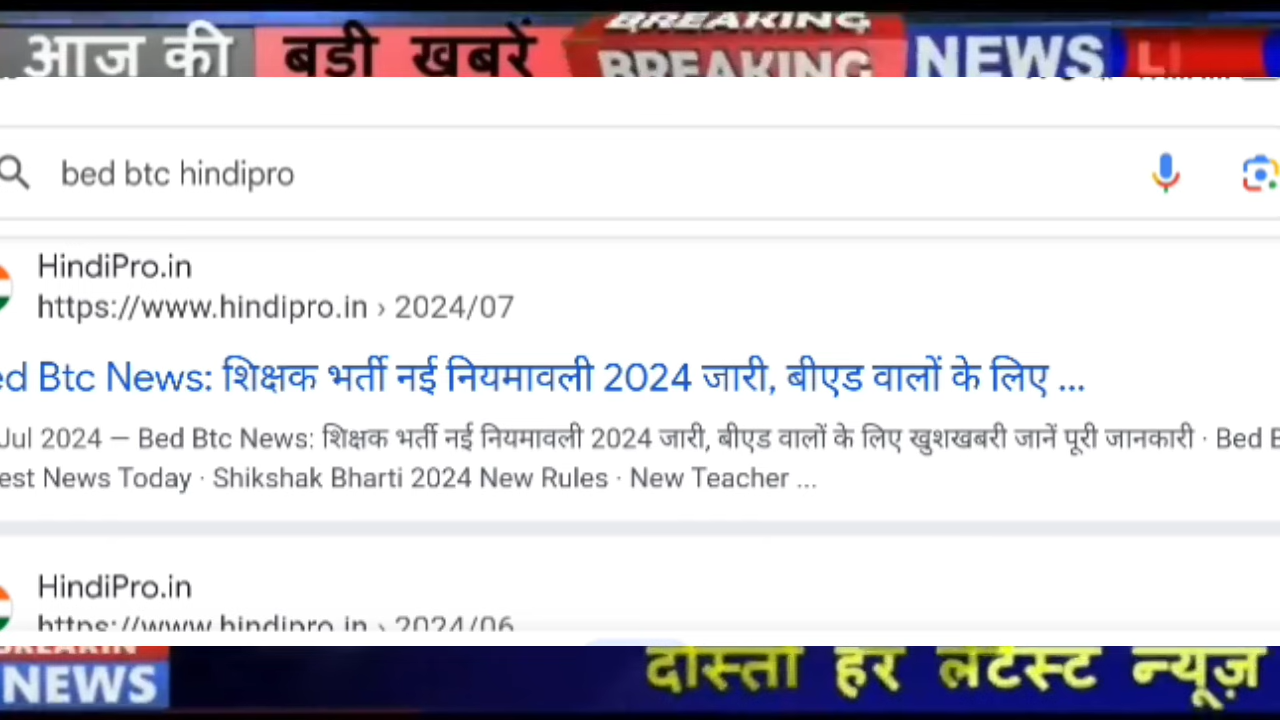 BREAKING
आज की बडी खबरें BREAKING NEWS LI
bed btc hindipro
HindiPro.in
https://www.hindipro.in › 2024/07
ed Btc News: शिक्षक भर्ती नई नियमावली 2024 जारी, बीएड वालों के लिए ...
Jul 2024 — Bed Btc News: शिक्षक भर्ती नई नियमावली 2024 जारी, बीएड वालों के लिए खुशखबरी जानें पूरी जानकारी · Bed B
est News Today · Shikshak Bharti 2024 New Rules · New Teacher ...
HindiPro.in
https://www.hindipro.in › 2024/06
BREAKIN
NEWS
दोस्तों हर लेटेस्ट न्यूज़